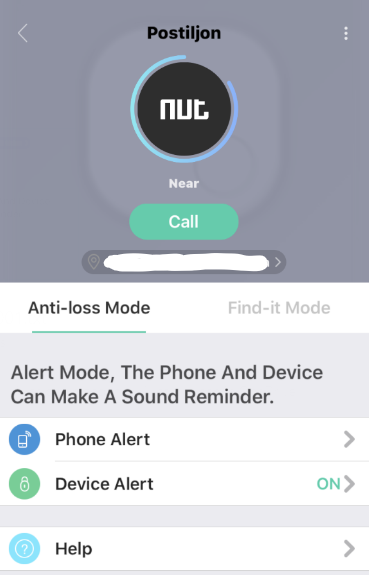 Postiljon
nut
Near
Call
Anti-loss Mode
Find-it Mode
Alert Mode, The Phone And Device
Can Make A Sound Reminder.
Phone Alert
Device Alert
ON
Help